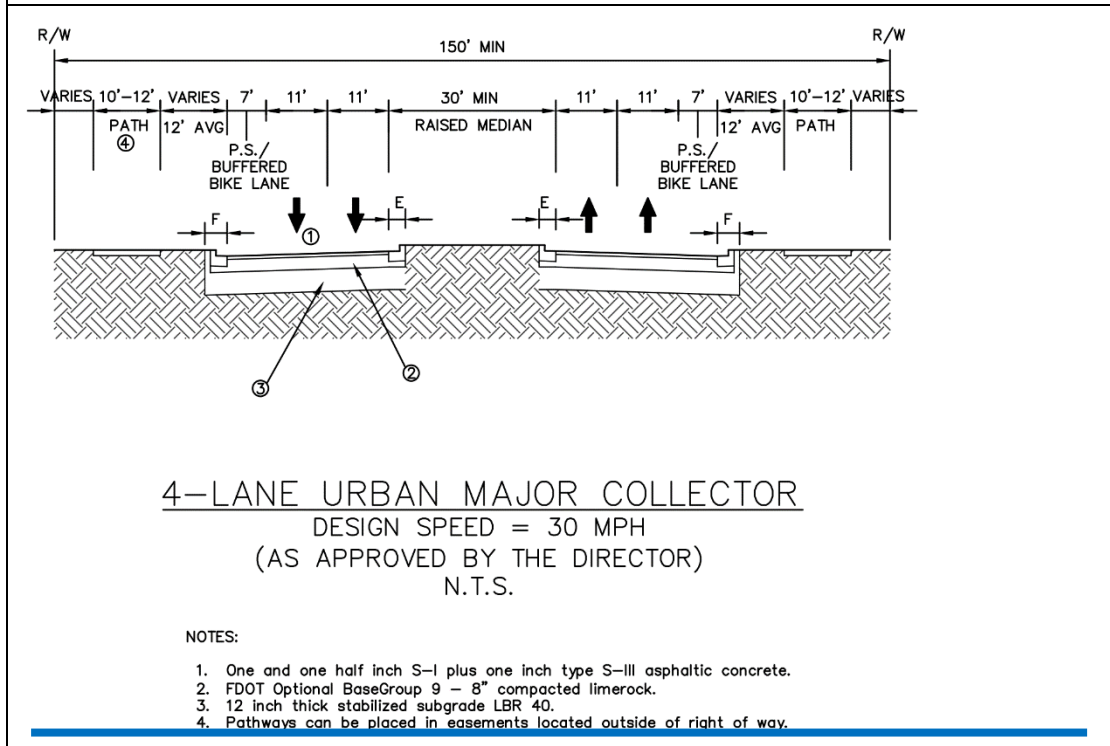 R/W R/W
150' MIN
VARIES 10'-12' VARIES 7' 11' 11' 30' MIN 11' 11' 7' VARIES 10'-12' VARIES
PATH 12' AVG RAISED MEDIAN 12' AVG PATH
④
P.S./ P.S./
BUFFERED BUFFERED
BIKE LANE BIKE LANE
F E E F
①
②
③
4-LANE URBAN MAJOR COLLECTOR
DESIGN SPEED = 30 MPH
(AS APPROVED BY THE DIRECTOR)
N.T.S.
NOTES:
1. One and one half inch S-I plus one inch type S-III asphaltic concrete.
2. FDOT Optional BaseGroup 9 - 8" compacted limerock.
3. 12 inch thick stabilized subgrade LBR 40.
4. Pathways can be placed in easements located outside of right of way.